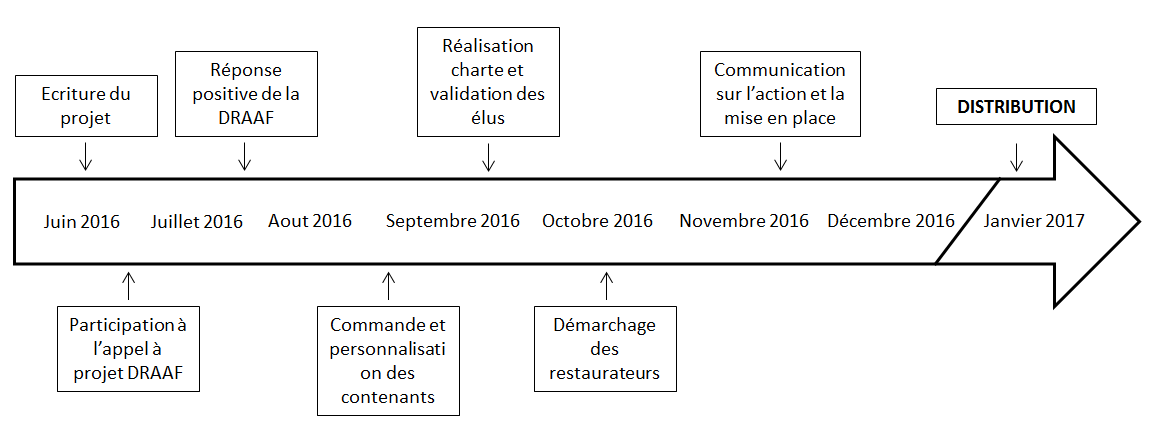 Ecriture du
projet
Réponse
positive de la
DRAAF
Réalisation
charte et
validation des
élus
Communication
sur l’action et la
mise en place
DISTRIBUTION
Juin 2016
Juillet 2016
Aout 2016
Septembre 2016
Octobre 2016
Novembre 2016
Décembre 2016
Janvier 2017
Participation à
l’appel à
projet DRAAF
Commande et
personnalisati
on des
contenants
Démarchage
des
restaurateurs